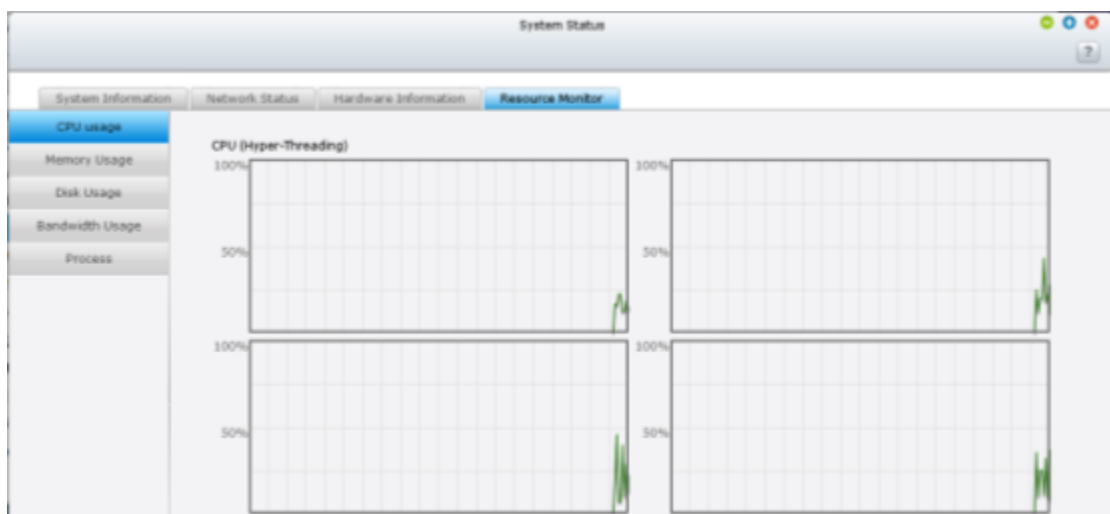 System Status
?
System Information Network Status Hardware Information Resource Monitor
CPU usage
Memory Usage
Disk Usage
Bandwidth Usage
Process
CPU (Hyper-Threading)
100% 100%
50% 50%
100% 100%
50% 50%